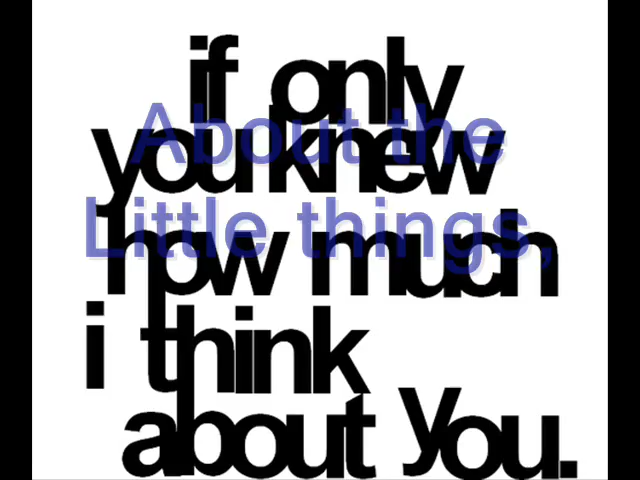 if only
About the
you knew
Little things,
how much
i think
about you.